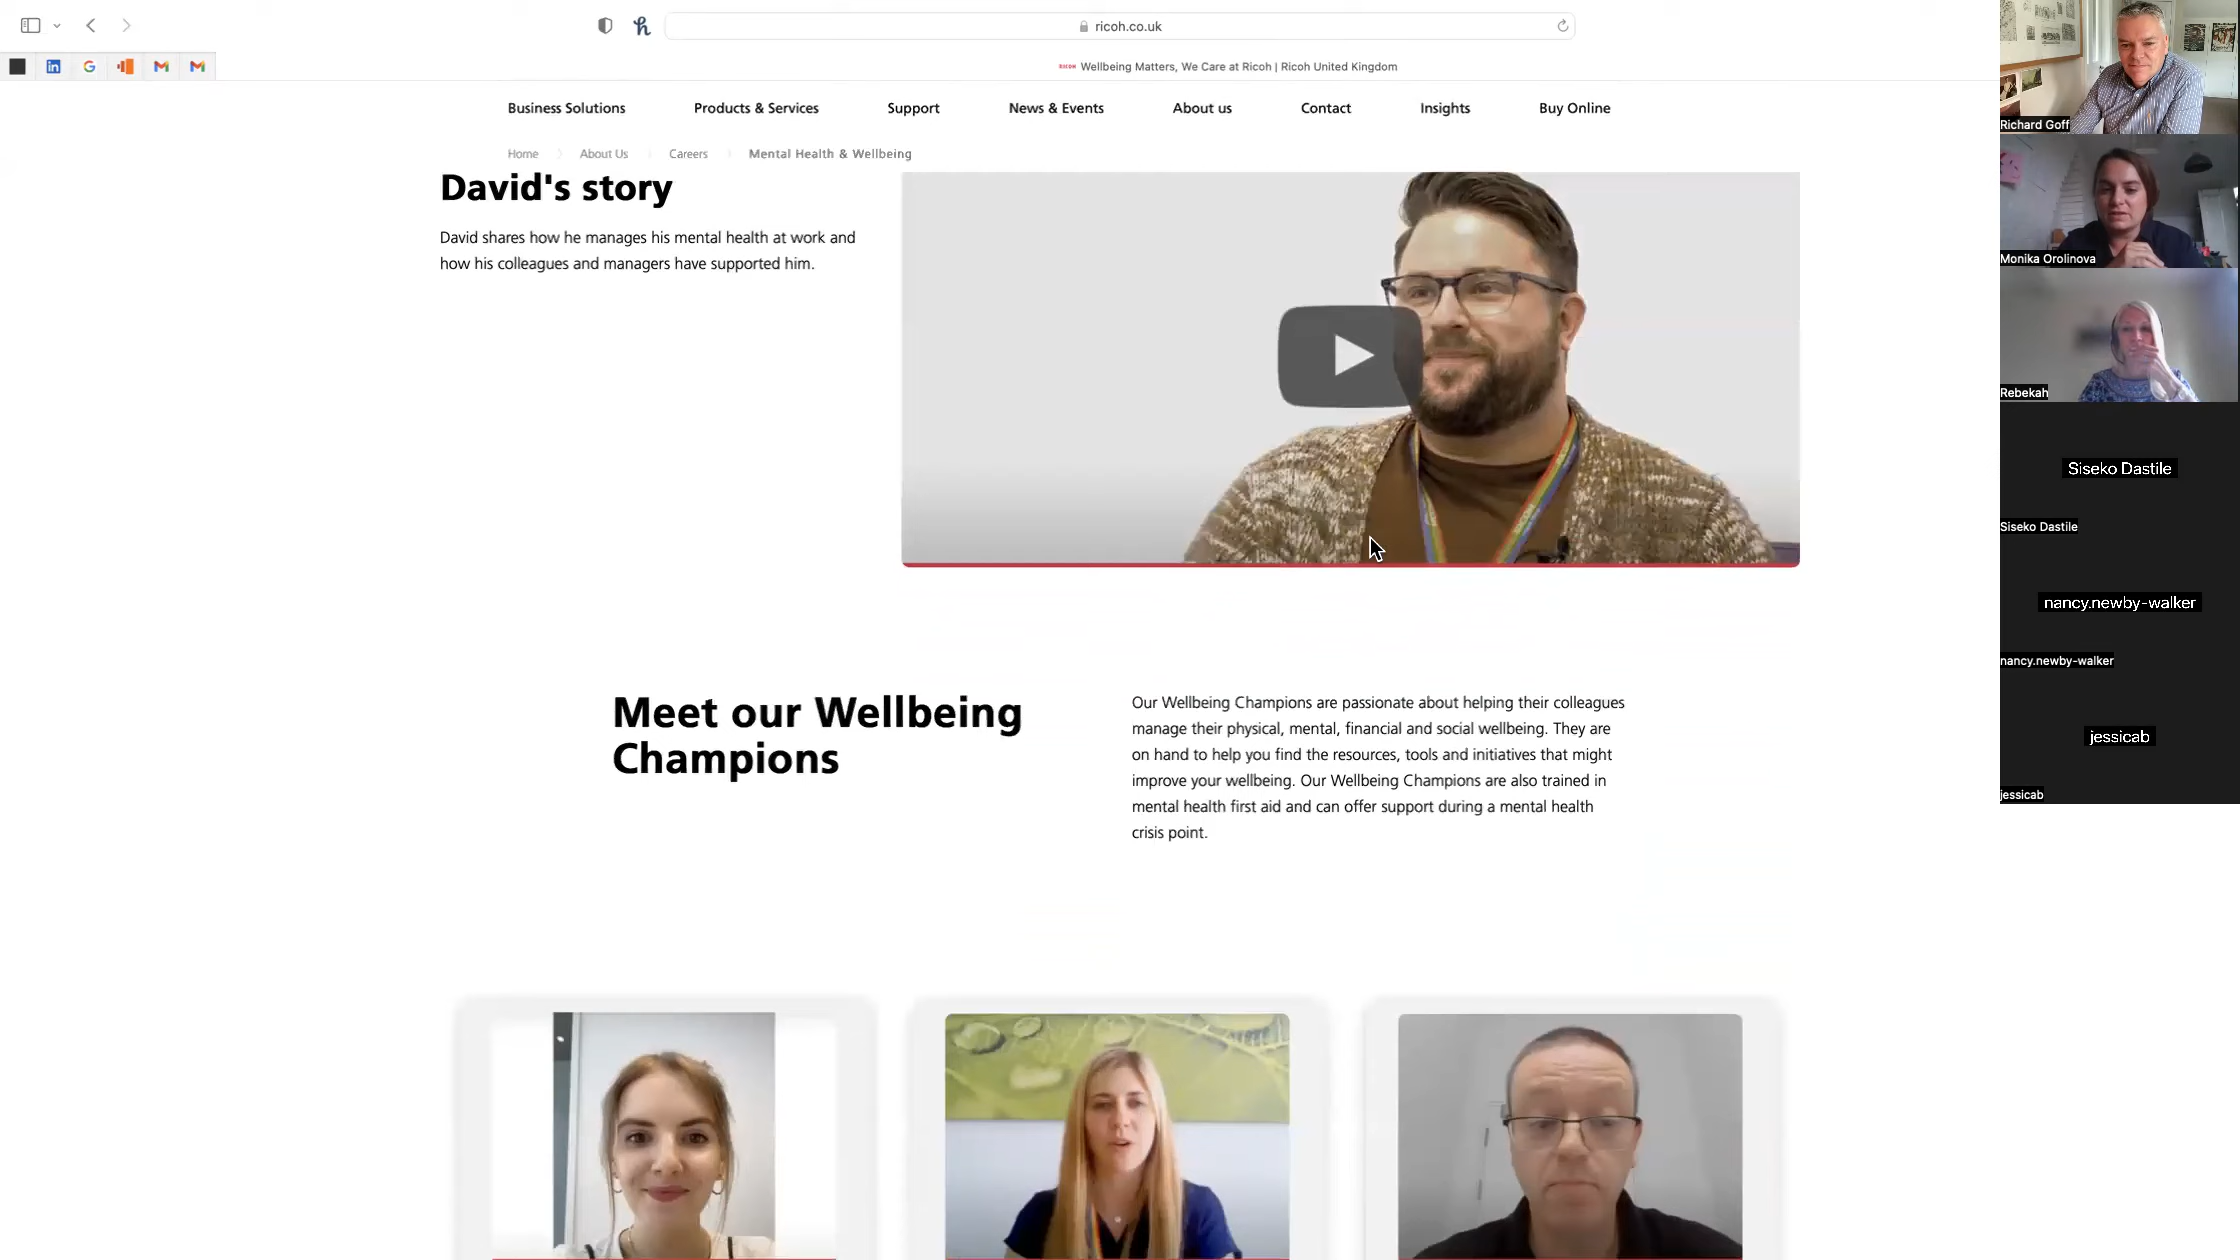 ricoh.co.uk
RICOH Wellbeing Matters, We Care at Ricoh | Ricoh United Kingdom
Business Solutions Products & Services Support News & Events About us Contact Insights Buy Online
Home About Us Careers Mental Health & Wellbeing
David's story
David shares how he manages his mental health at work and
how his colleagues and managers have supported him.
Meet our Wellbeing
Champions
Our Wellbeing Champions are passionate about helping their colleagues
manage their physical, mental, financial and social wellbeing. They are
on hand to help you find the resources, tools and initiatives that might
improve your wellbeing. Our Wellbeing Champions are also trained in
mental health first aid and can offer support during a mental health
crisis point.
Richard Goff
Monika Orolinova
Rebekah
Siseko Dastile
Siseko Dastile
nancy.newby-walker
nancy.newby-walker
jessicab
jessicab